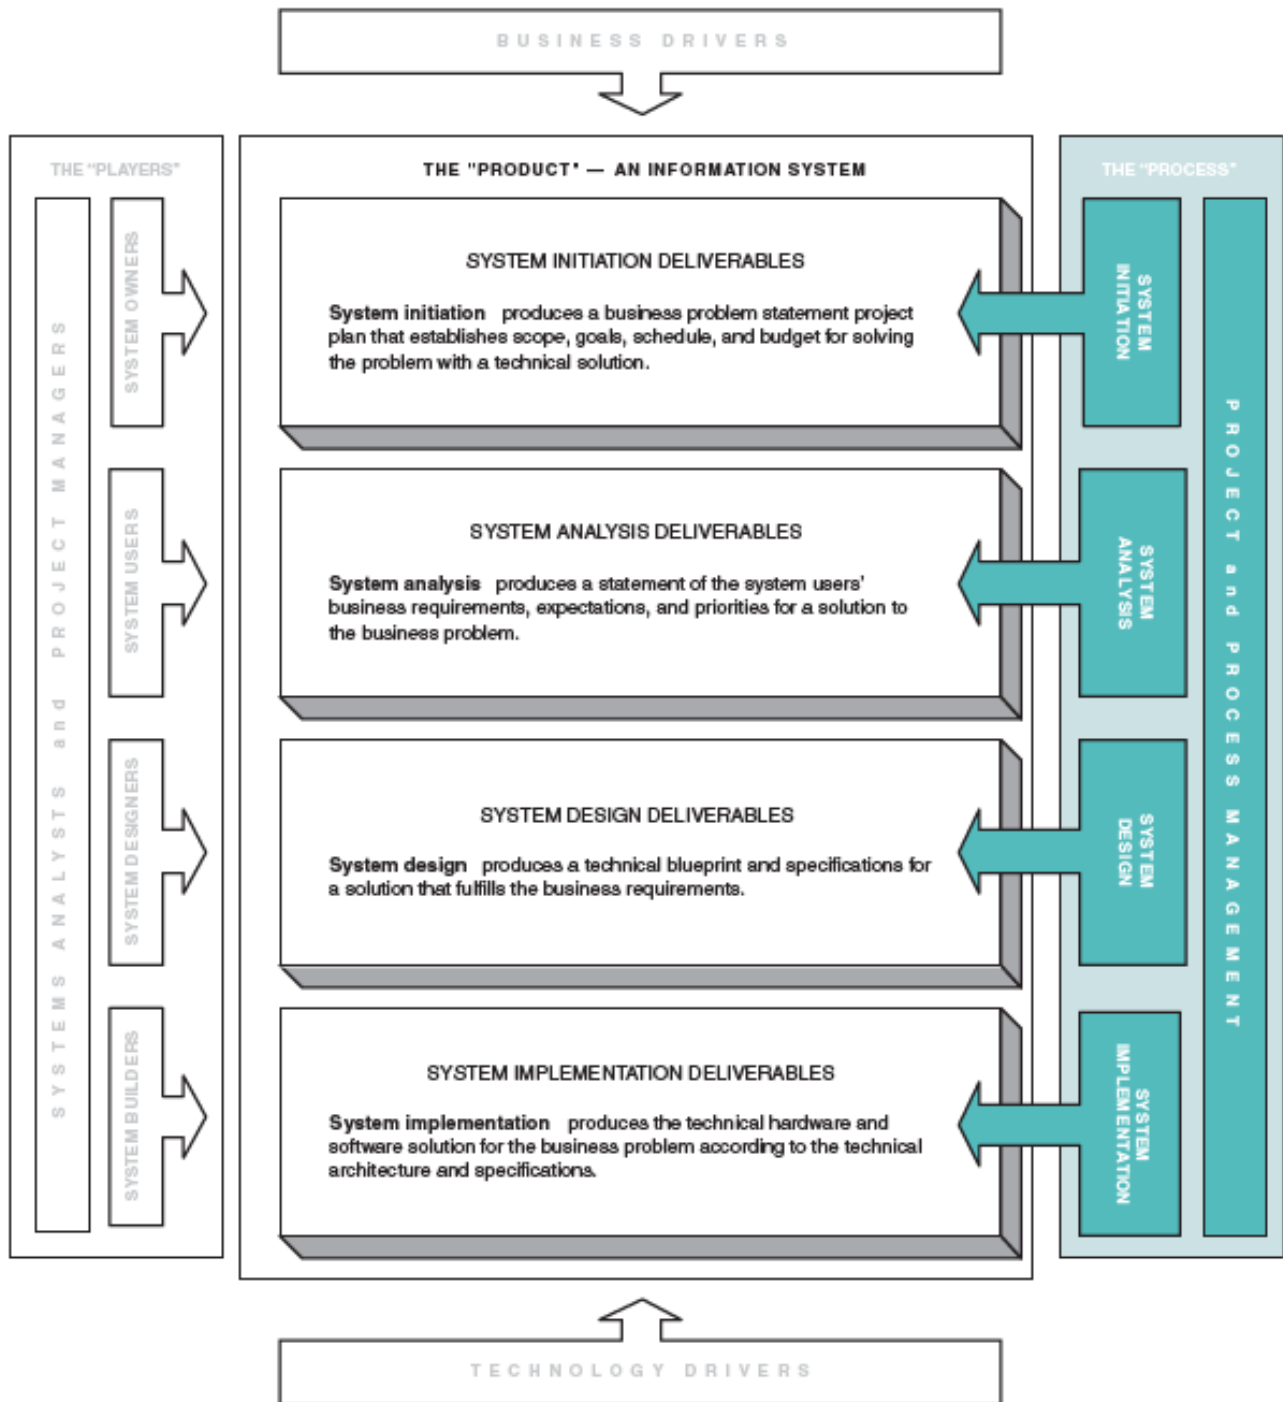 BUSINESS DRIVERS
THE "PLAYERS"
SYSTEMS ANALYSTS and PROJECT MANAGERS
SYSTEM OWNERS
SYSTEM USERS
SYSTEM DESIGNERS
SYSTEM BUILDERS
THE "PRODUCT" — AN INFORMATION SYSTEM
SYSTEM INITIATION DELIVERABLES
System initiation produces a business problem statement project
plan that establishes scope, goals, schedule, and budget for solving
the problem with a technical solution.
SYSTEM ANALYSIS DELIVERABLES
System analysis produces a statement of the system users'
business requirements, expectations, and priorities for a solution to
the business problem.
SYSTEM DESIGN DELIVERABLES
System design produces a technical blueprint and specifications for
a solution that fulfills the business requirements.
SYSTEM IMPLEMENTATION DELIVERABLES
System implementation produces the technical hardware and
software solution for the business problem according to the technical
architecture and specifications.
THE "PROCESS"
SYSTEM
INITIATION
SYSTEM
ANALYSIS
SYSTEM
DESIGN
SYSTEM
IMPLEMENTATION
PROJECT and PROCESS MANAGEMENT
TECHNOLOGY DRIVERS